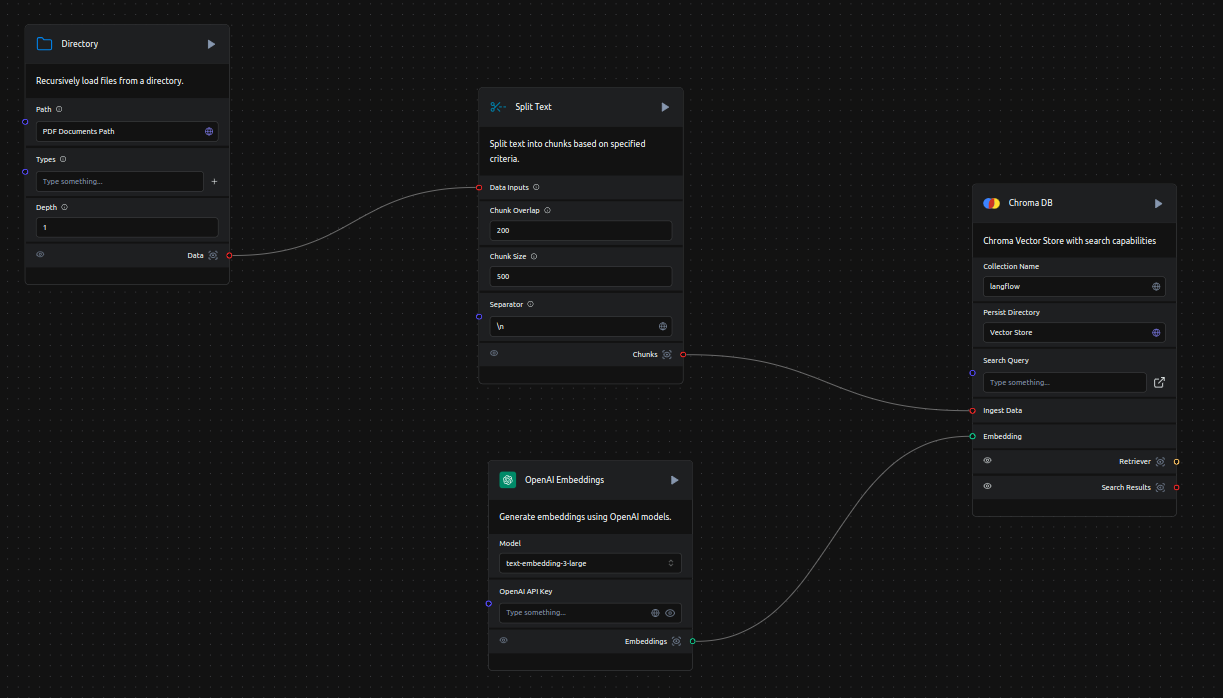 Directory
Recursively load files from a directory.
Path
PDF Documents Path
Types
Type something...
Depth
1
Data
Split Text
Split text into chunks based on specified
criteria.
Data Inputs
Chunk Overlap
200
Chunk Size
500
Separator
\n
Chunks
OpenAI Embeddings
Generate embeddings using OpenAI models.
Model
text-embedding-3-large
OpenAI API Key
Type something...
Embeddings
Chroma DB
Chroma Vector Store with search capabilities
Collection Name
langflow
Persist Directory
Vector Store
Search Query
Type something...
Ingest Data
Embedding
Retriever
Search Results